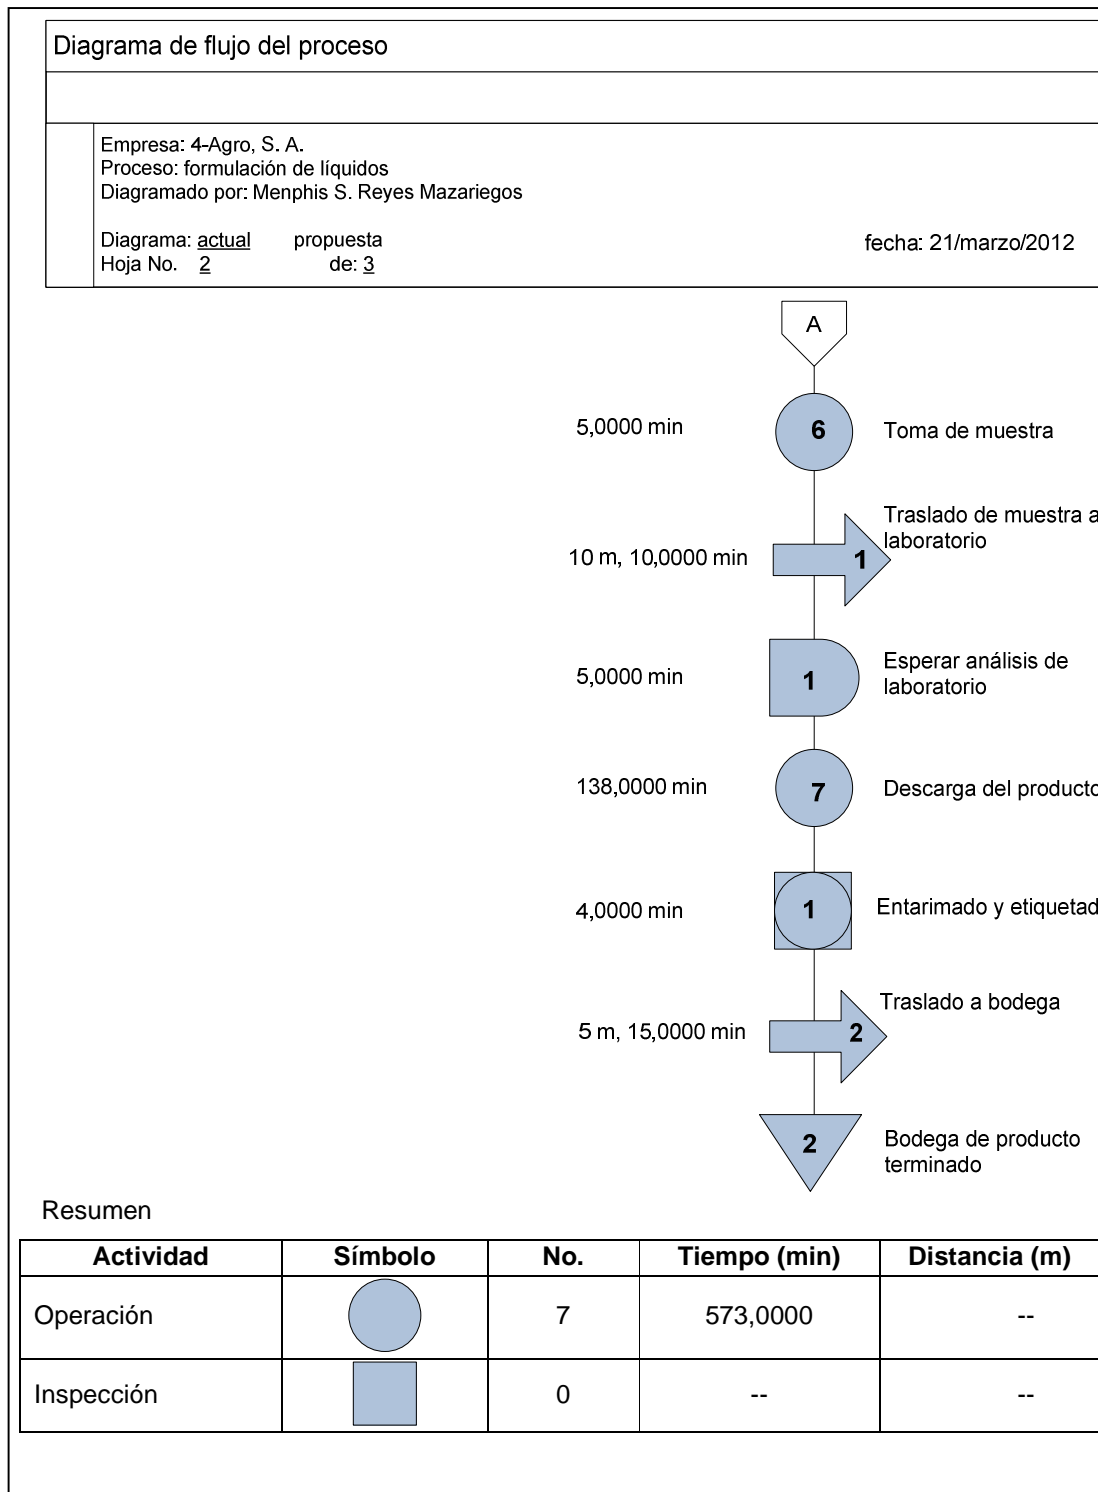 Diagrama de flujo del proceso
Empresa: 4-Agro, S. A.
Proceso: formulación de líquidos
Diagramado por: Menphis S. Reyes Mazariegos
Diagrama: actual propuesta
fecha: 21/marzo/2012
Hoja No. 2 de: 3
A
5,0000 min 6 Toma de muestra
Traslado de muestra a
laboratorio
10 m, 10,0000 min 1
Esperar análisis de
laboratorio
5,0000 min 1
138,0000 min 7 Descarga del producto
4,0000 min 1 Entarimado y etiquetad
Traslado a bodega
5 m, 15,0000 min 2
2 Bodega de producto
terminado
Resumen
Actividad Símbolo No. Tiempo (min) Distancia (m)
Operación 7 573,0000 --
Inspección 0 -- --